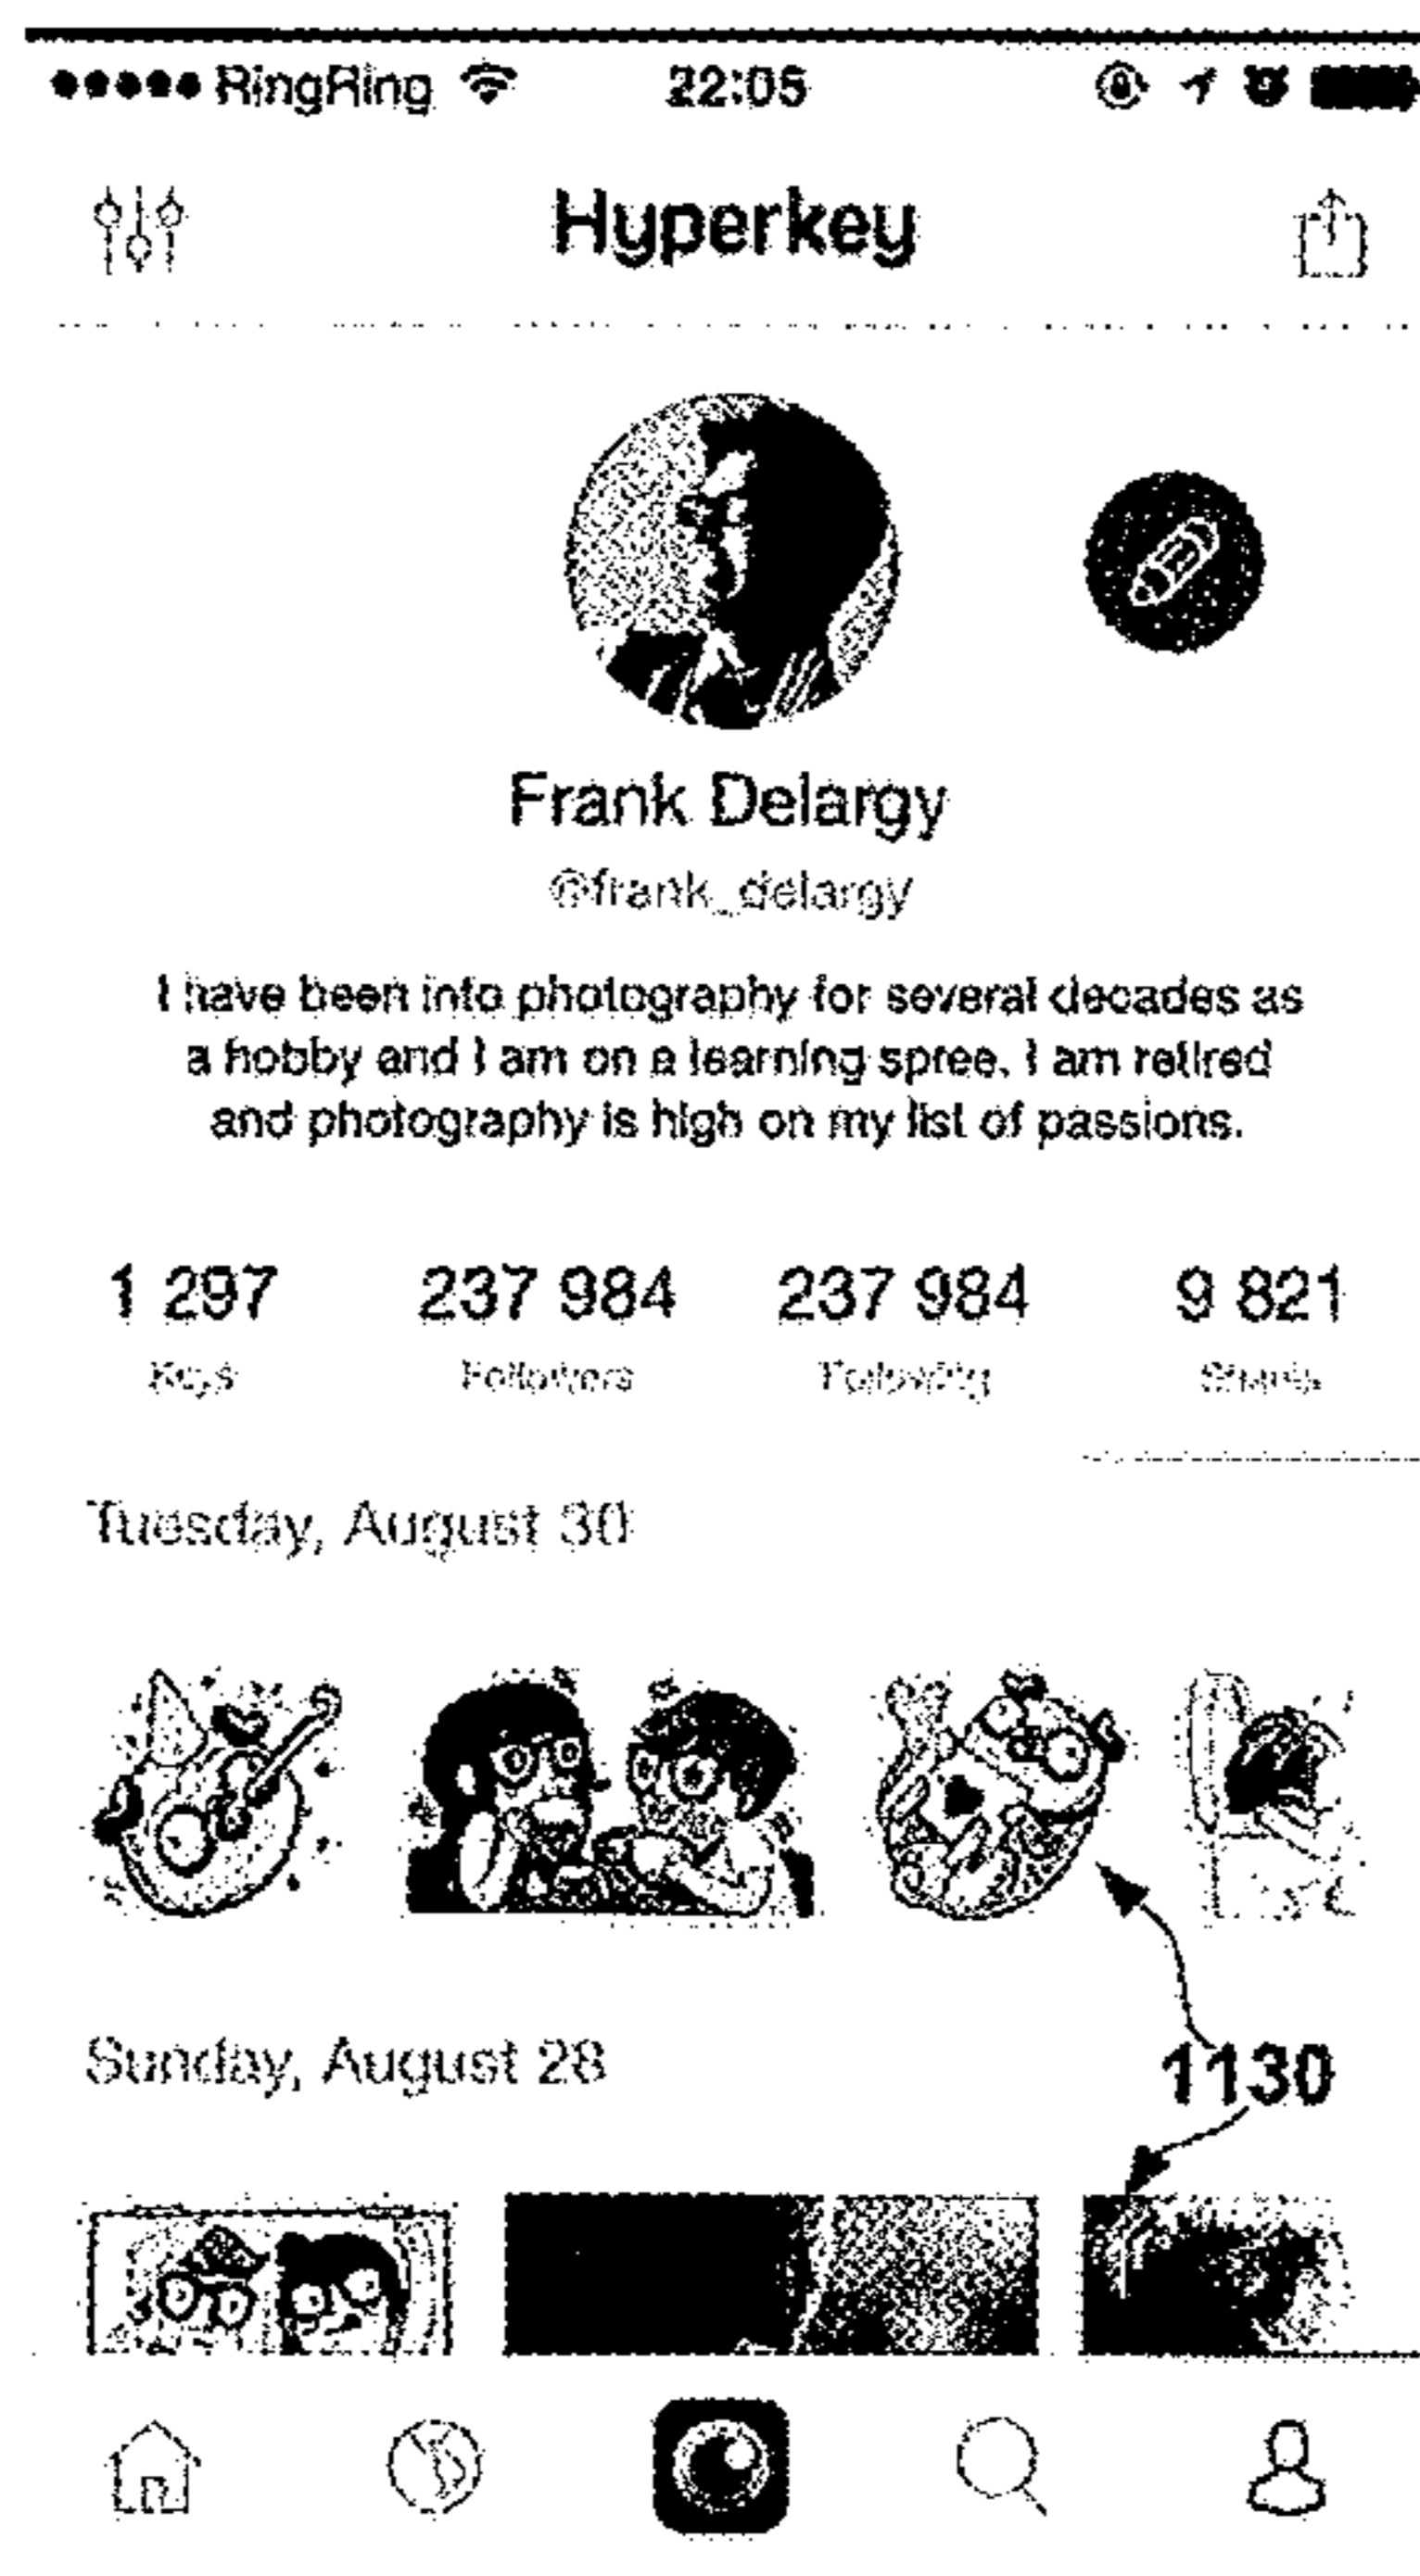 RingRing 22:05
Hyperkey
Frank Delargy
@frank_delargy
I have been into photography for several decades as
a hobby and I am on a learning spree. I am retired
and photography is high on my list of passions.
1 297 237 984 237 984 9 821
Keys Followers Following
Tuesday, August 30
Sunday, August 28
1130